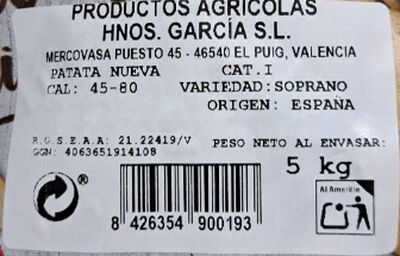 PRODUCTOS AGRÍCOLAS
HNOS. GARCÍA S.L.
MERCOVASA PUESTO 45 - 46540 EL PUIG, VALENCIA
PATATA NUEVA CAT.I
CAL: 45-80 VARIEDAD:SOPRANO
ORIGEN: ESPAÑA
R.G.S.E.A.A: 21.22419/V PESO NETO AL ENVASAR:
GGN: 4063651914108
5 kg
®
Al Amarillo
8 426354 900193